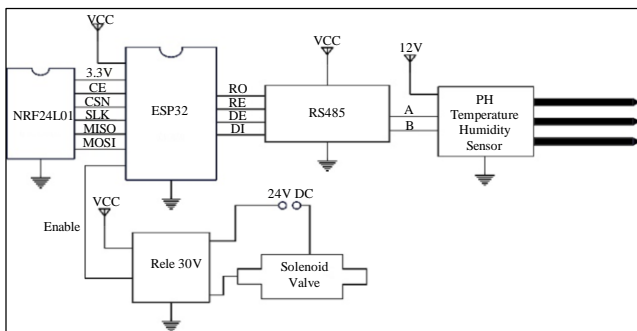 VCC
3.3V
CE
CSN
SLK
MISO
MOSI
NRF24L01
ESP32
RO
RE
DE
DI
VCC
RS485
A
B
12V
PH
Temperature
Humidity
Sensor
Enable
VCC
Rele 30V
24V DC
Solenoid
Valve